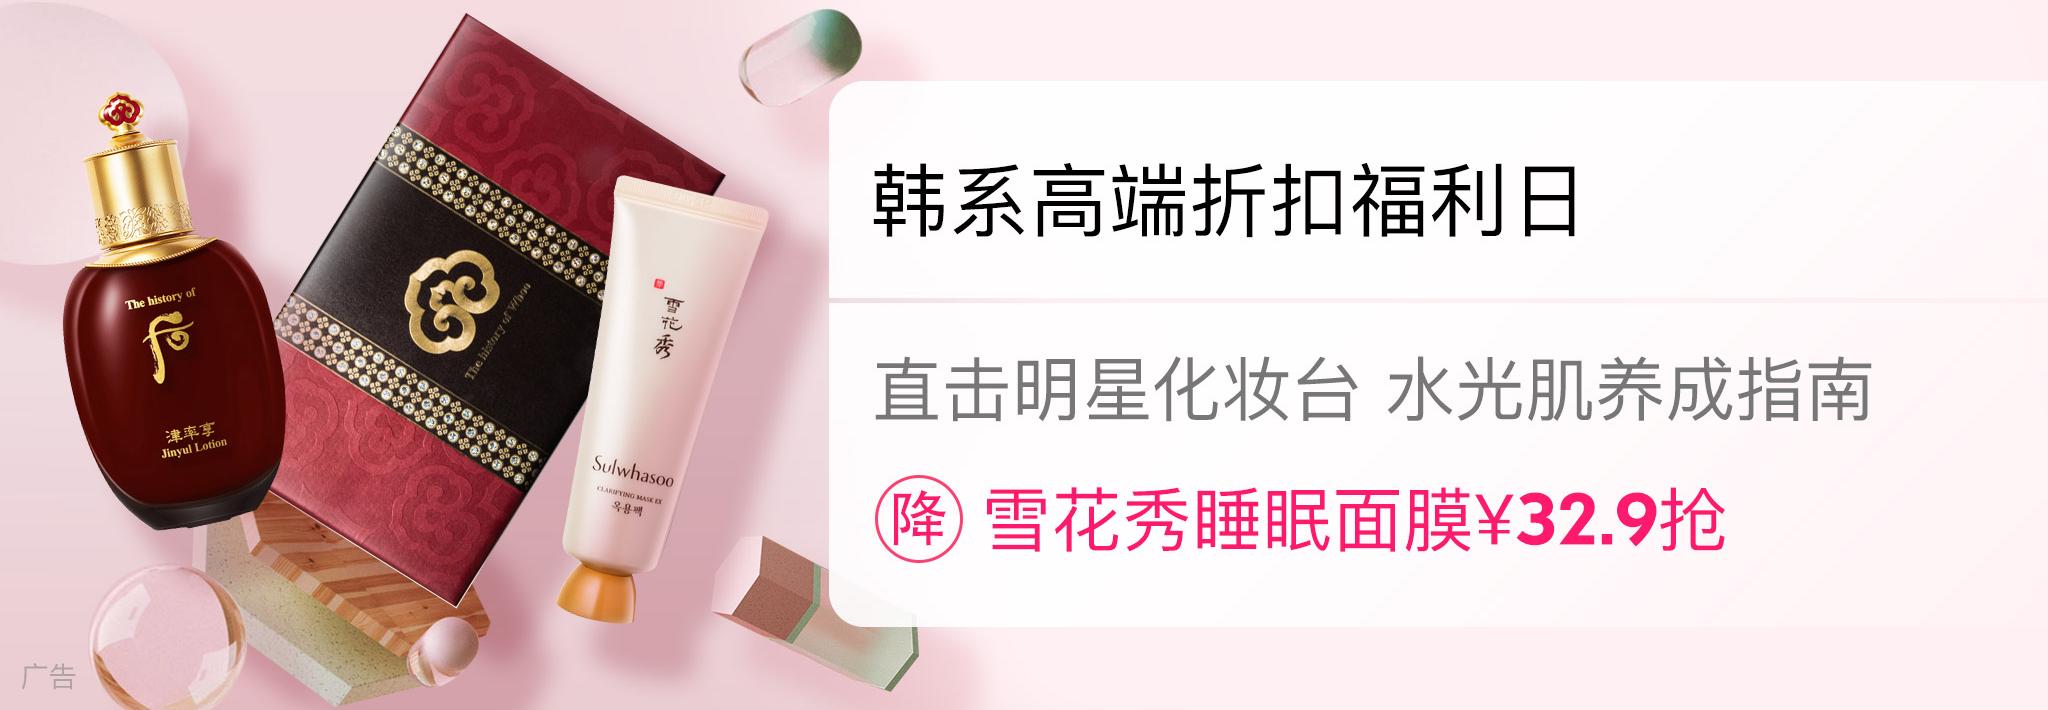 The history of
후
津率享
Jinyul Lotion
The history of Whoo
雪花秀
Sulwhasoo
CLARIFYING MASK EX
옥용팩
韩系高端折扣福利日
直击明星化妆台 水光肌养成指南
降 雪花秀睡眠面膜¥32.9抢
广告